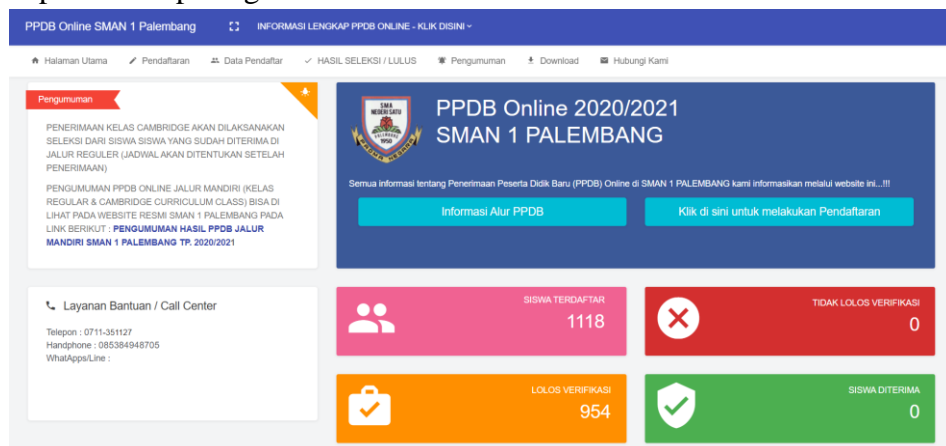 PPDB Online SMAN 1 Palembang
INFORMASI LENGKAP PPDB ONLINE - KLIK DISINI
Halaman Utama
Pendaftaran
Data Pendaftar
HASIL SELEKSI / LULUS
Pengumuman
Download
Hubungi Kami
Pengumuman
PENERIMAAN KELAS CAMBRIDGE AKAN DILAKSANAKAN
SELEKSI DARI SISWA SISWA YANG SUDAH DITERIMA DI
JALUR REGULER (JADWAL AKAN DITENTUKAN SETELAH
PENERIMAAN)
PENGUMUMAN PPDB ONLINE JALUR MANDIRI (KELAS
REGULAR & CAMBRIDGE CURRICULUM CLASS) BISA DI
LIHAT PADA WEBSITE RESMI SMAN 1 PALEMBANG PADA
LINK BERIKUT : PENGUMUMAN HASIL PPDB JALUR
MANDIRI SMAN 1 PALEMBANG TP. 2020/2021
SMA
NEGERI SATU
1958
PPDB Online 2020/2021
SMAN 1 PALEMBANG
Semua informasi tentang Penerimaan Peserta Didik Baru (PPDB) Online di SMAN 1 PALEMBANG kami informasikan melalui website ini...!!!
Informasi Alur PPDB
Klik di sini untuk melakukan Pendaftaran
Layanan Bantuan / Call Center
Telepon : 0711-351127
Handphone : 085384948705
WhatApps/Line :
SISWA TERDAFTAR
1118
TIDAK LOLOS VERIFIKASI
0
LOLOS VERIFIKASI
954
SISWA DITERIMA
0